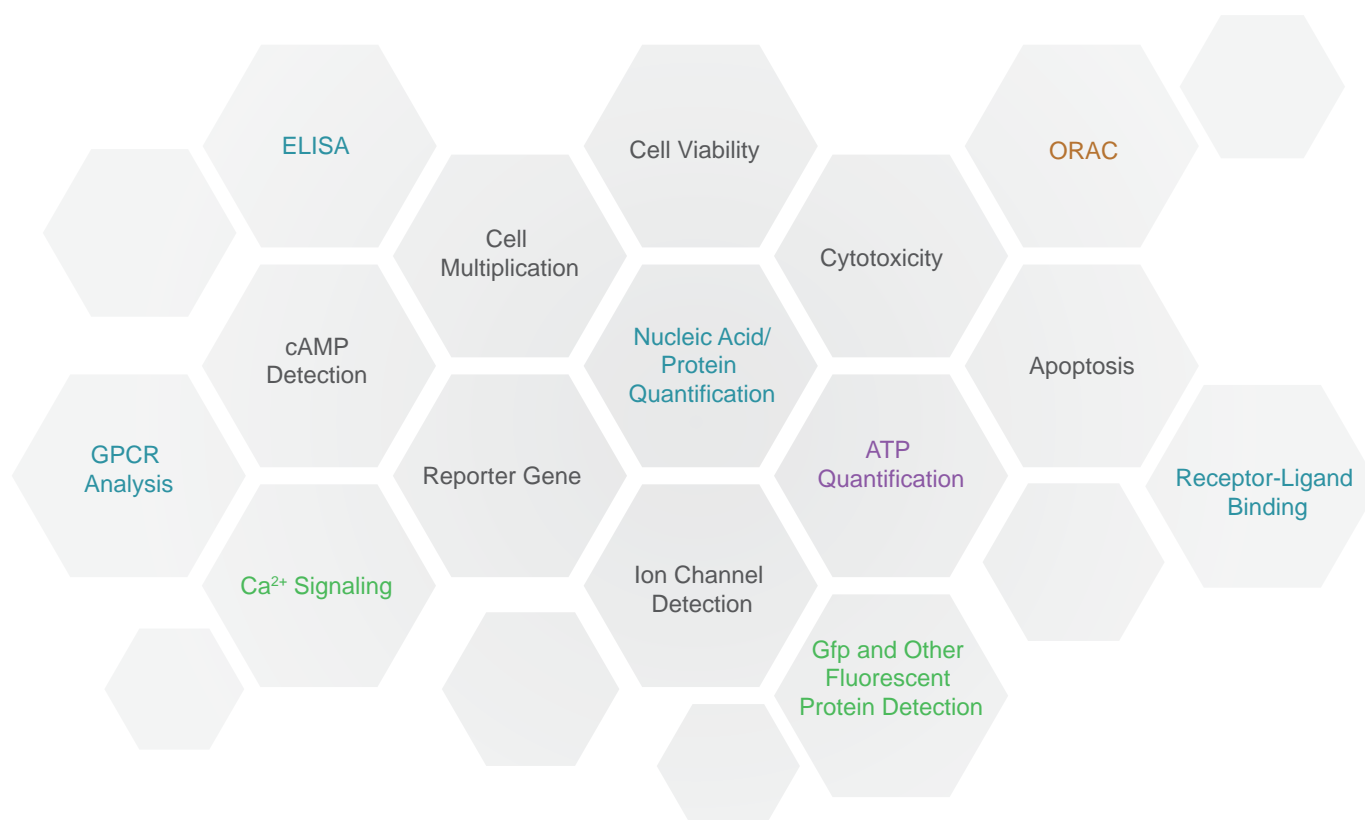 ELISA
Cell Viability
ORAC
Cell
Multiplication
Cytotoxicity
cAMP
Detection
Nucleic Acid/
Protein
Quantification
Apoptosis
GPCR
Analysis
Reporter Gene
ATP
Quantification
Receptor-Ligand
Binding
Ca²⁺ Signaling
Ion Channel
Detection
Gfp and Other
Fluorescent
Protein Detection